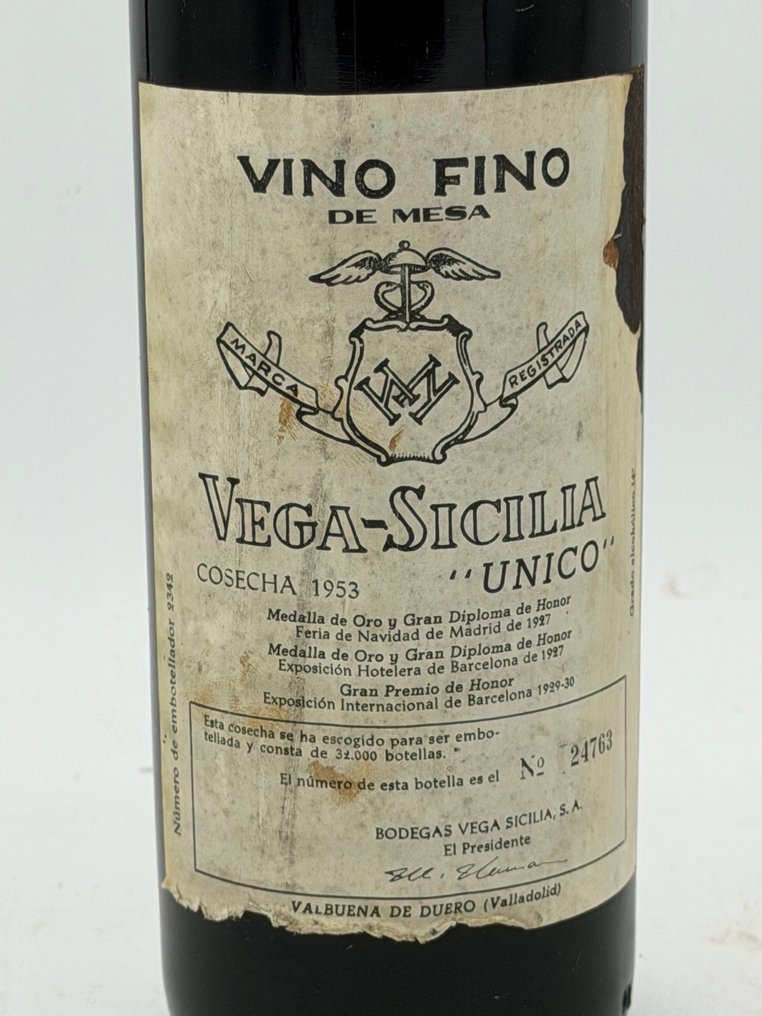 VINO FINO
DE MESA
MARCA
REGISTRADA
VEGA-SICILIA
COSECHA 1953
"UNICO"
Medalla de Oro y Gran Diploma de Honor
Feria de Navidad de Madrid de 1927
Medalla de Oro y Gran Diploma de Honor
Exposición Hotelera de Barcelona de 1927
Gran Premio de Honor
Exposición Internacional de Barcelona 1929-30
Esta cosecha se ha escogido para ser embo-
tellada y consta de 32.000 botellas.
El número de esta botella es el Nº 24763
BODEGAS VEGA SICILIA, S. A.
El Presidente
VALBUENA DE DUERO (Valladolid)
Número de embotellador 2342
Grado alcohólico 14º